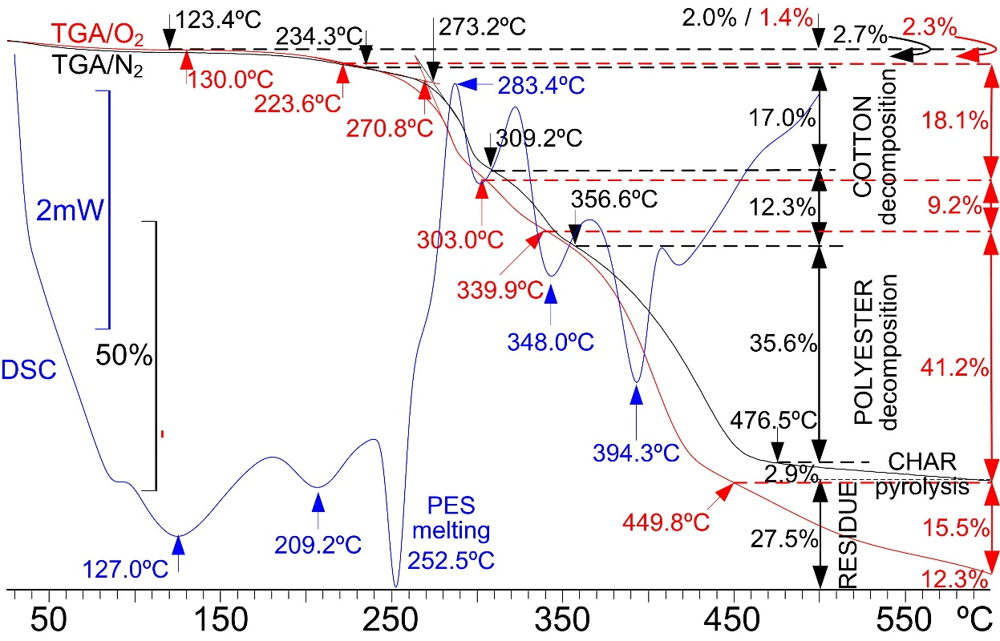 123.4ºC
273.2ºC
2.0% / 1.4%
2.7%
2.3%
TGA/O2
234.3ºC
TGA/N2
130.0ºC
223.6ºC
283.4ºC
270.8ºC
17.0%
COTTON
decomposition
18.1%
309.2ºC
2mW
356.6ºC
12.3%
9.2%
303.0ºC
339.9ºC
348.0ºC
35.6%
POLYESTER
decomposition
41.2%
50%
DSC
476.5ºC
394.3ºC
2.9%
CHAR
pyrolysis
PES
melting
252.5ºC
449.8ºC
27.5%
RESIDUE
15.5%
209.2ºC
127.0ºC
12.3%
50 150 250 350 450 550 ºC